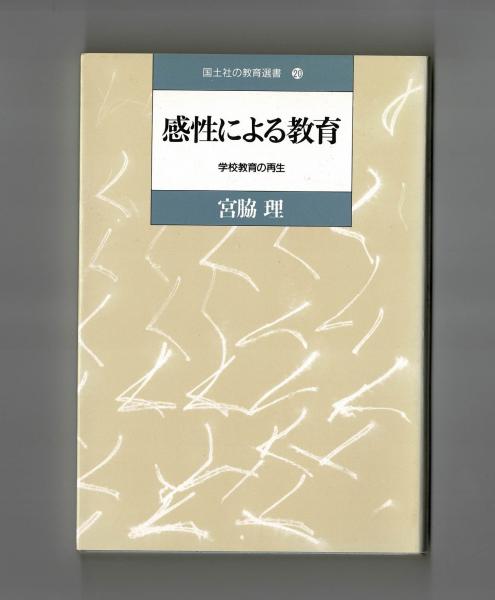 国土社の教育選書 ⑳
感性による教育
学校教育の再生
宮脇 理